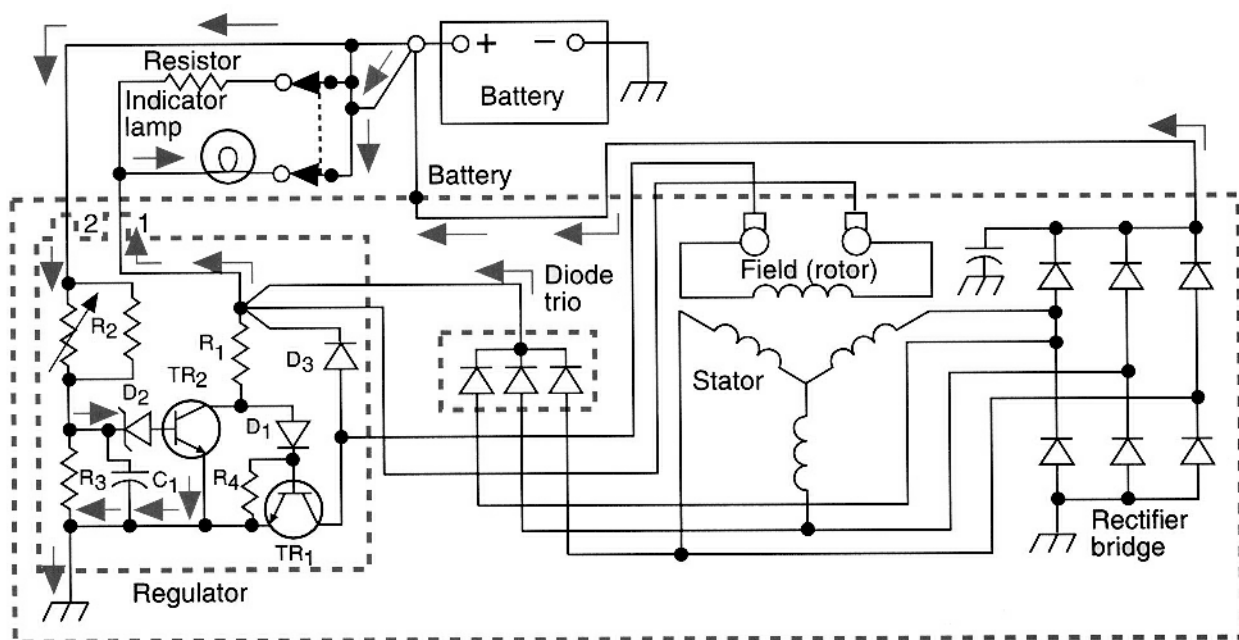 + −
Battery
Resistor
Indicator
lamp
Battery
2 1
Diode
trio
Field (rotor)
R2
R1
D3
TR2
D2
D1
Stator
R3
C1
R4
TR1
Rectifier
bridge
Regulator